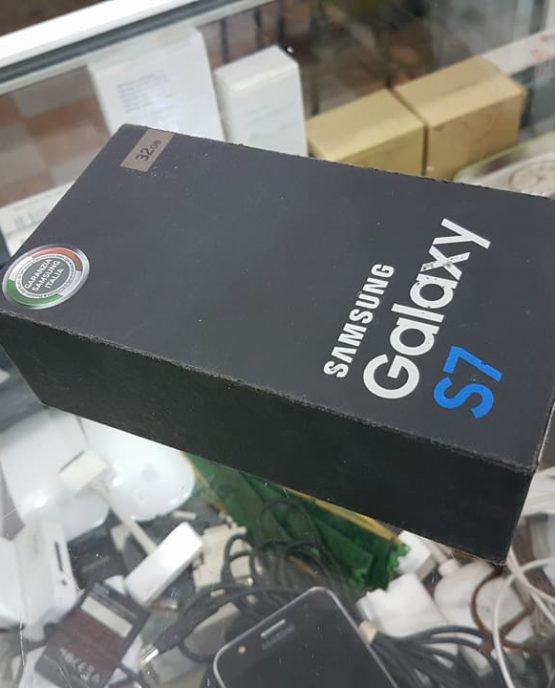 32GB
GARANZIA
SAMSUNG
ITALIA
SAMSUNG
Galaxy
S7